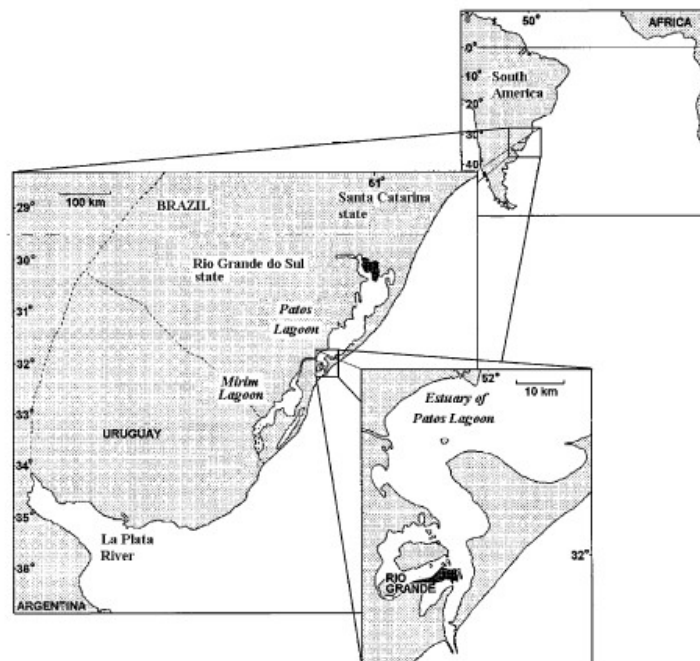 50°
AFRICA
0°
South
America
10°
20°
30°
40°
51°
Santa Catarina
state
100 km
BRAZIL
29°
30°
Rio Grande do Sul
state
31°
Patos
Lagoon
32°
Mirim
Lagoon
33°
URUGUAY
34°
35°
La Plata
River
36°
ARGENTINA
52°
10 km
Estuary of
Patos Lagoon
32°
RIO
GRANDE